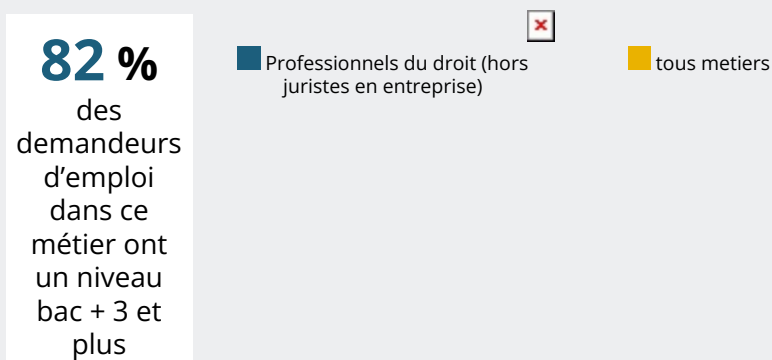 82 %
des
demandeurs
d'emploi
dans ce
métier ont
un niveau
bac + 3 et
plus
Professionnels du droit (hors
juristes en entreprise)
tous metiers